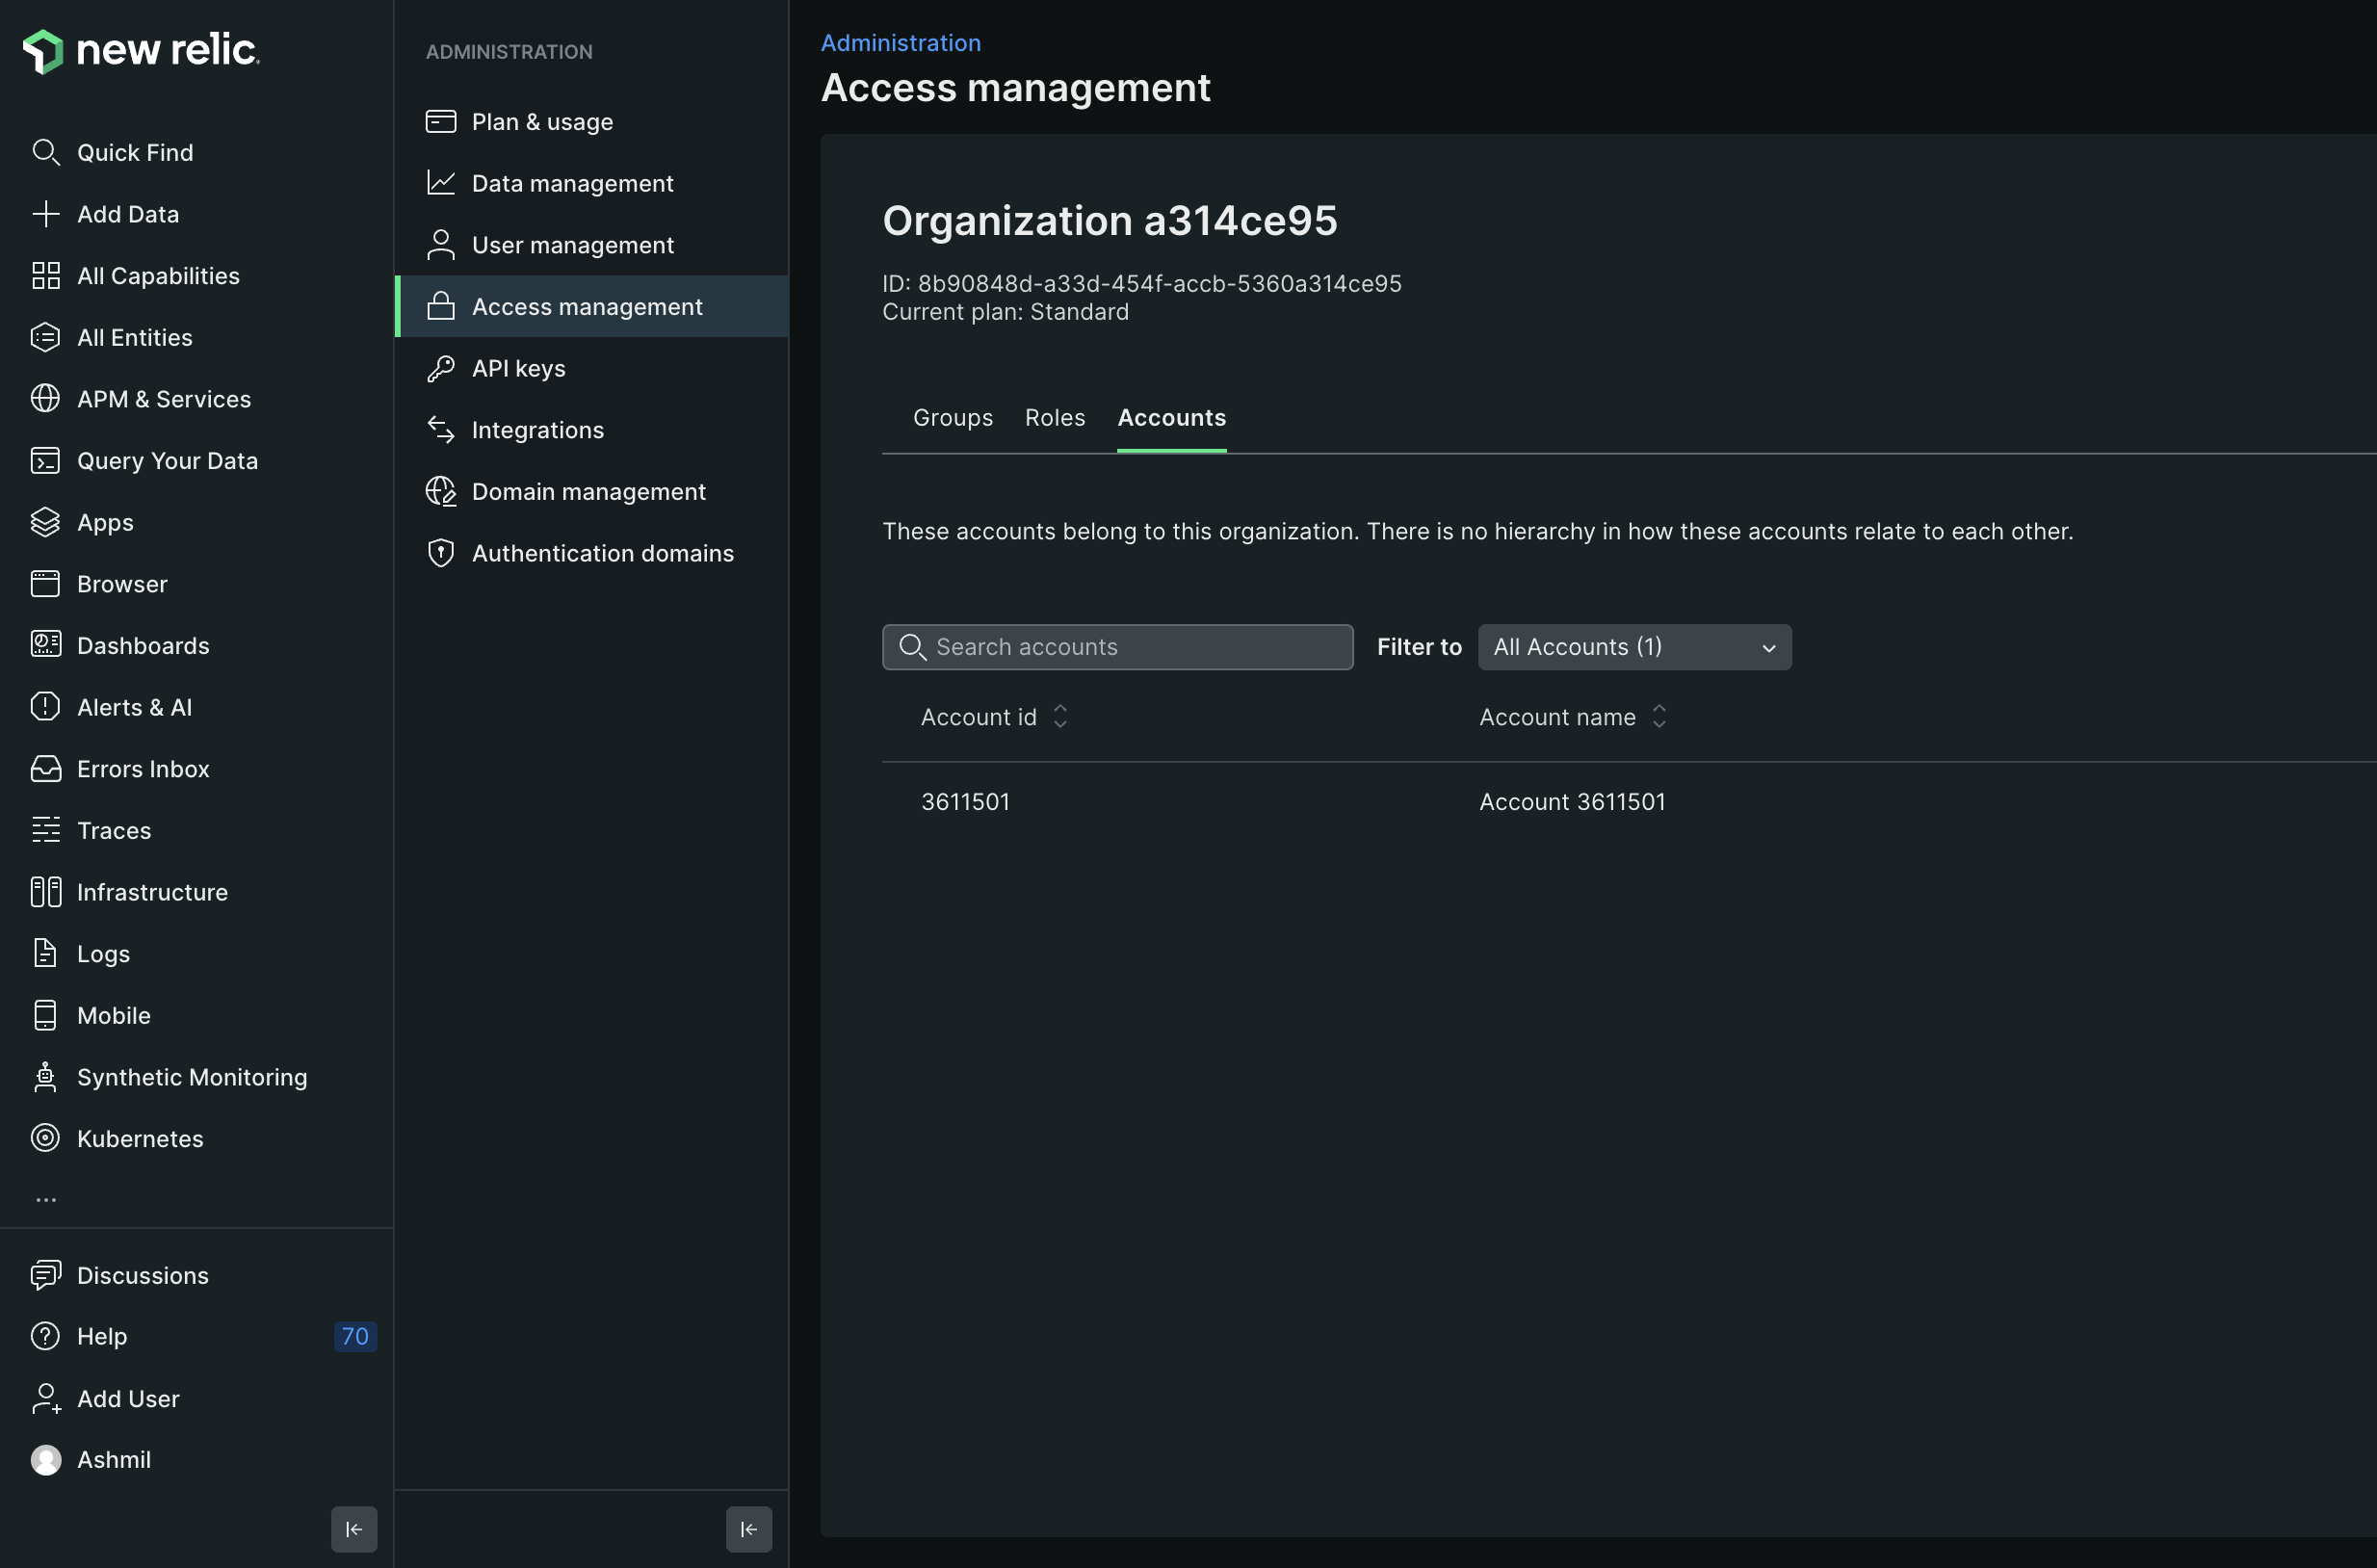 new relic
Quick Find
Add Data
All Capabilities
All Entities
APM & Services
Query Your Data
Apps
Browser
Dashboards
Alerts & AI
Errors Inbox
Traces
Infrastructure
Logs
Mobile
Synthetic Monitoring
Kubernetes
...
Discussions
Help 70
Add User
Ashmil
ADMINISTRATION
Plan & usage
Data management
User management
Access management
API keys
Integrations
Domain management
Authentication domains
Administration
Access management
Organization a314ce95
ID: 8b90848d-a33d-454f-accb-5360a314ce95
Current plan: Standard
Groups Roles Accounts
These accounts belong to this organization. There is no hierarchy in how these accounts relate to each other.
Search accounts Filter to All Accounts (1)
Account id Account name
3611501 Account 3611501